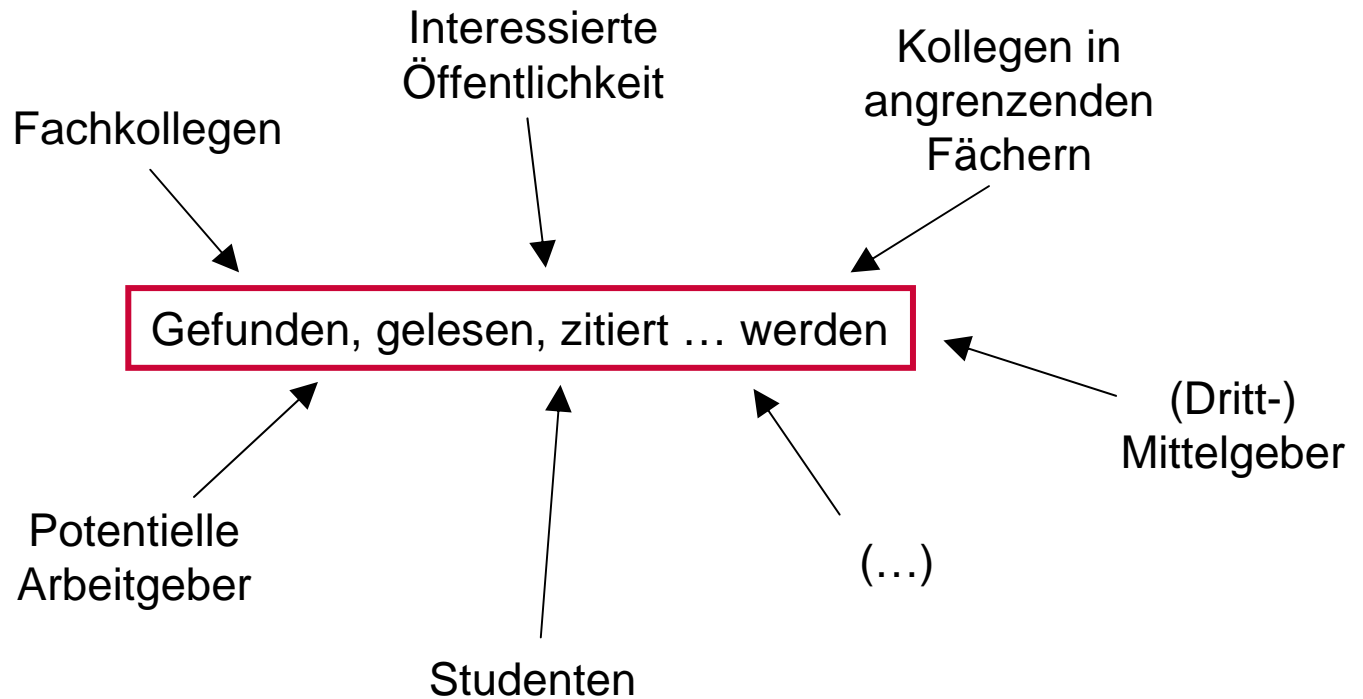 Interessierte
Öffentlichkeit
Kollegen in
angrenzenden
Fächern
Fachkollegen
Gefunden, gelesen, zitiert … werden
(Dritt-)
Mittelgeber
Potentielle
Arbeitgeber
(…)
Studenten